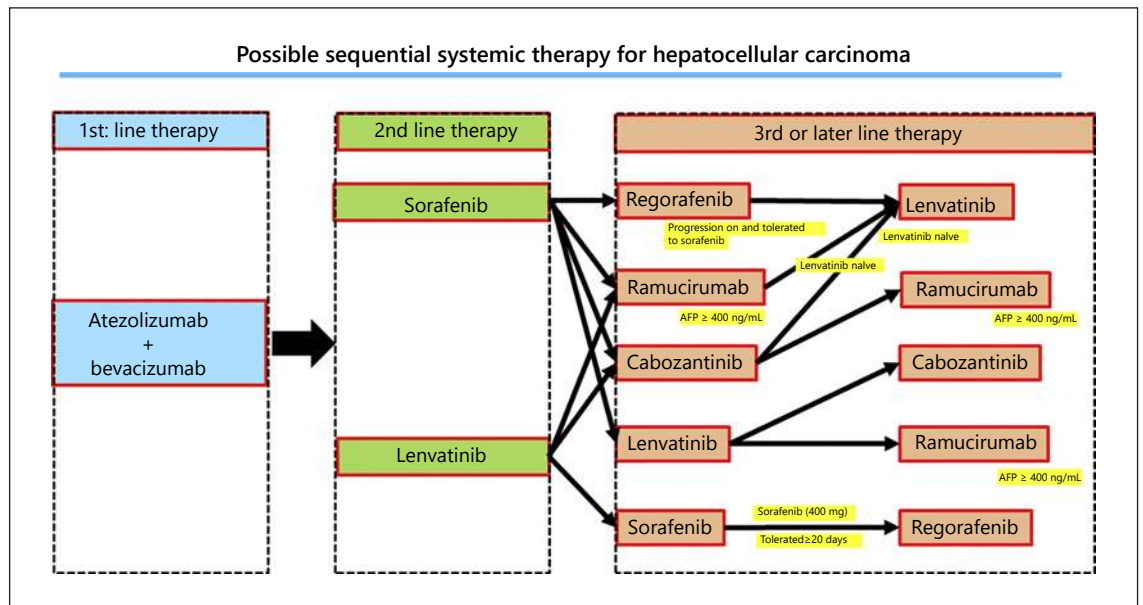 Possible sequential systemic therapy for hepatocellular carcinoma
1st: line therapy
2nd line therapy
3rd or later line therapy
Sorafenib
Regorafenib
Lenvatinib
Progression on and tolerated
to sorafenib
Lenvatinib nalve
Lenvatinib nalve
Atezolizumab
+
bevacizumab
Ramucirumab
AFP ≥ 400 ng/mL
Ramucirumab
AFP ≥ 400 ng/mL
Cabozantinib
Cabozantinib
Lenvatinib
Lenvatinib
Ramucirumab
AFP ≥ 400 ng/mL
Sorafenib
Sorafenib (400 mg)
Tolerated≥20 days
Regorafenib